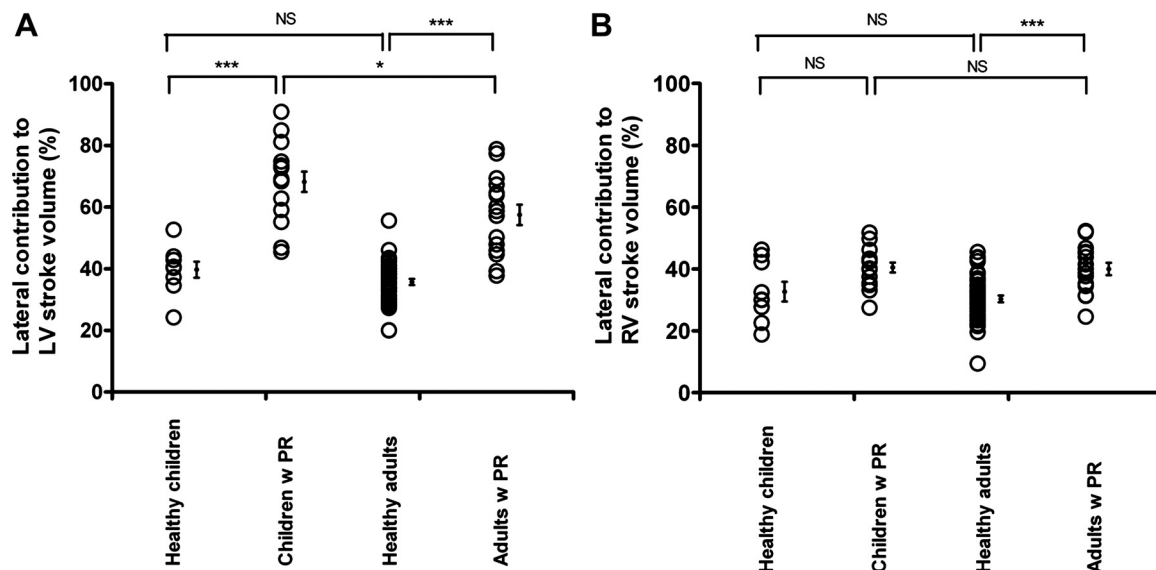 A
NS
***
***
*
Lateral contribution to
LV stroke volume (%)
100
80
60
40
20
0
Healthy children
Children w PR
Healthy adults
Adults w PR
B
NS
***
NS
NS
Lateral contribution to
RV stroke volume (%)
100
80
60
40
20
0
Healthy children
Children w PR
Healthy adults
Adults w PR